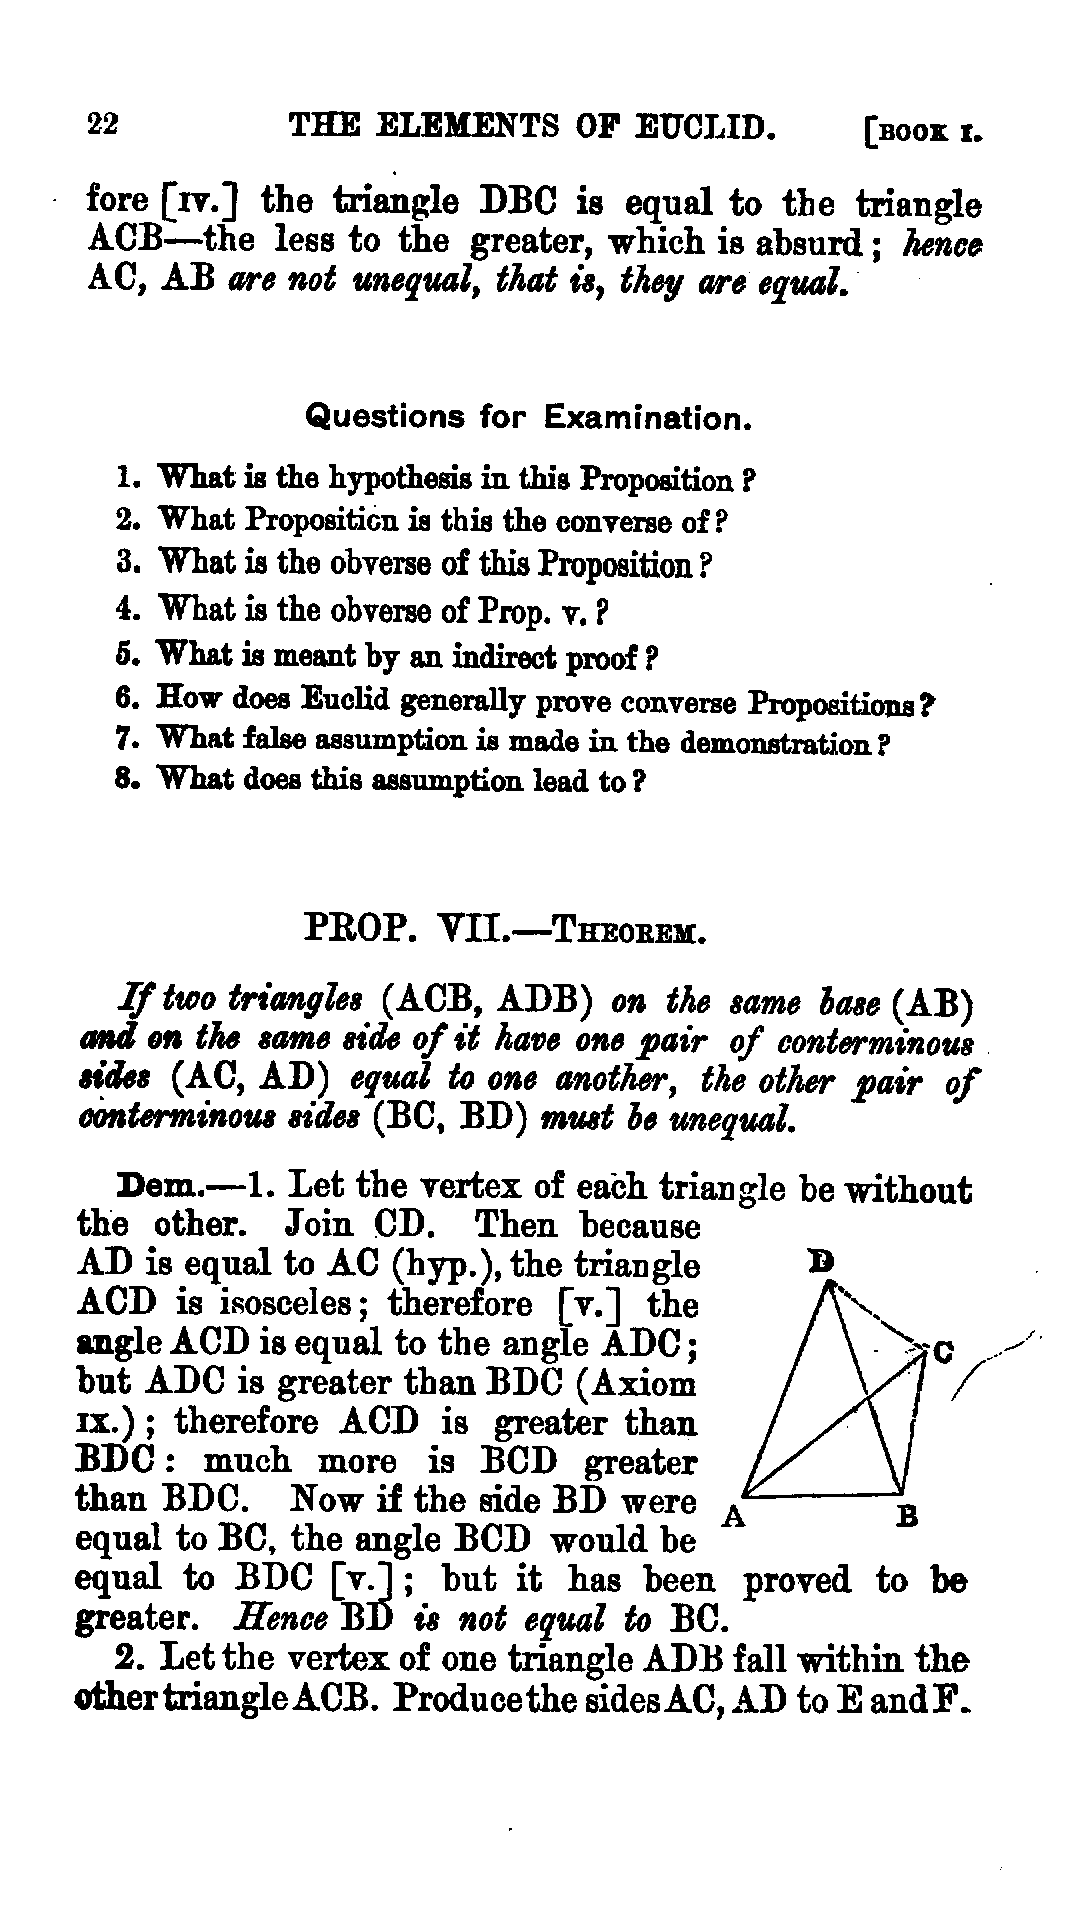 22 THE ELEMENTS OF EUCLID. [BOOK I.
fore [IV.] the triangle DBC is equal to the triangle
ACB—the less to the greater, which is absurd; hence
AC, AB are not unequal, that is, they are equal.
Questions for Examination.
1. What is the hypothesis in this Proposition?
2. What Proposition is this the converse of?
3. What is the obverse of this Proposition?
4. What is the obverse of Prop. v.?
5. What is meant by an indirect proof?
6. How does Euclid generally prove converse Propositions?
7. What false assumption is made in the demonstration?
8. What does this assumption lead to?
PROP. VII.—THEOREM.
If two triangles (ACB, ADB) on the same base (AB)
and on the same side of it have one pair of conterminous
sides (AC, AD) equal to one another, the other pair of
conterminous sides (BC, BD) must be unequal.
Dem.—1. Let the vertex of each triangle be without
the other. Join CD. Then because
AD is equal to AC (hyp.), the triangle
ACD is isosceles; therefore [V.] the
angle ACD is equal to the angle ADC;
but ADC is greater than BDC (Axiom
IX.); therefore ACD is greater than
BDC: much more is BCD greater
than BDC. Now if the side BD were
equal to BC, the angle BCD would be
equal to BDC [V.]; but it has been proved to be
greater. Hence BD is not equal to BC.
D
C
A
B
2. Let the vertex of one triangle ADB fall within the
other triangle ACB. Produce the sides AC, AD to E and F.